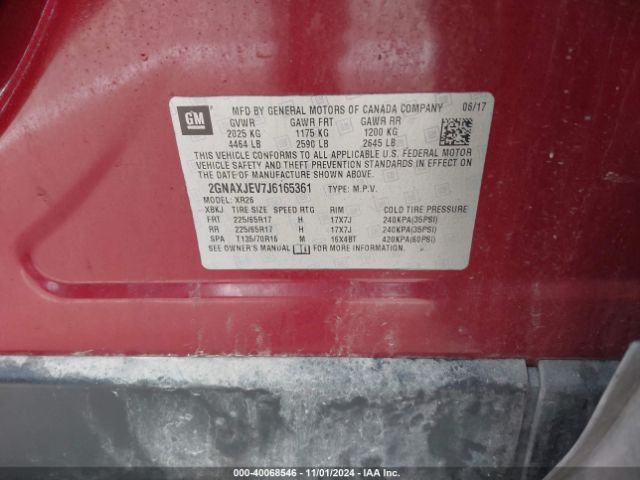 GM
MFD BY GENERAL MOTORS OF CANADA COMPANY 06/17
GVWR GAWR FRT GAWR RR
2025 KG 1175 KG 1200 KG
4464 LB 2590 LB 2645 LB
THIS VEHICLE CONFORMS TO ALL APPLICABLE U.S. FEDERAL MOTOR
VEHICLE SAFETY AND THEFT PREVENTION STANDARDS IN EFFECT ON
THE DATE OF MANUFACTURE SHOWN ABOVE.
2GNAXJEV7J6165361 TYPE: M.P.V.
MODEL: XR26
XBKJ TIRE SIZE SPEED RTG RIM COLD TIRE PRESSURE
FRT 225/65R17 H 17X7J 240KPA(35PSI)
RR 225/65R17 H 17X7J 240KPA(35PSI)
SPA T135/70R16 M 16X4BT 420KPA(60PSI)
SEE OWNER'S MANUAL FOR MORE INFORMATION.
000-40068546 - 11/01/2024 - IAA Inc.